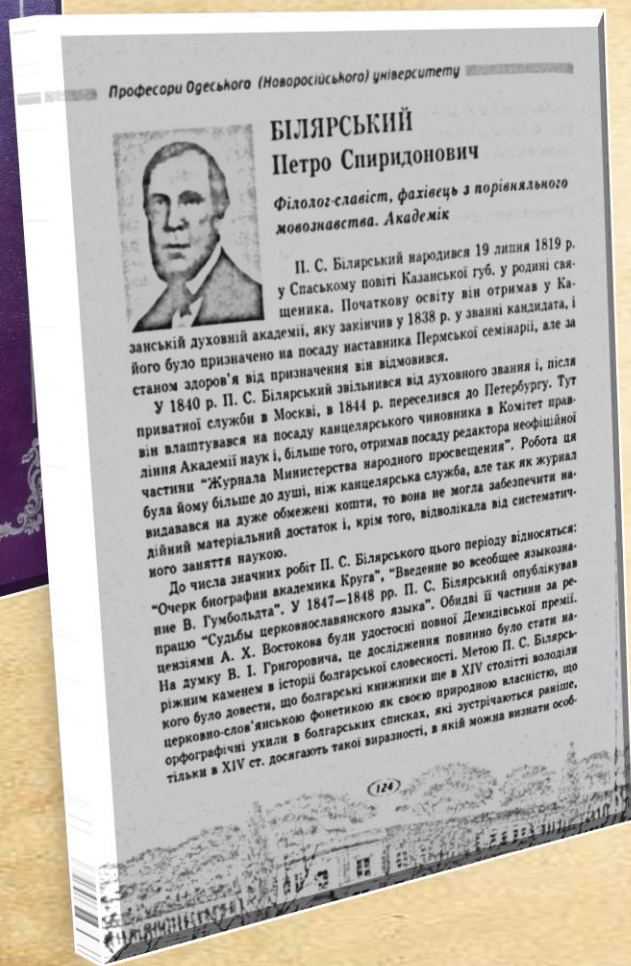 Професори Одеського (Новоросійського) університету
БІЛЯРСЬКИЙ
Петро Спиридонович
Філолог-славіст, фахівець з порівняльного
мовознавства. Академік
П. С. Білярський народився 19 липня 1819 р.
у Спаському повіті Казанської губ. у родині свя-
щеника. Початкову освіту він отримав у Ка-
занській духовній академії, яку закінчив у 1838 р. у званні кандидата, і
його було призначено на посаду наставника Пермської семінарії, але за
станом здоров'я від призначення він відмовився.
У 1840 р. П. С. Білярський звільнився від духовного звання і, після
приватної служби в Москві, в 1844 р. переселився до Петербургу. Тут
він влаштувався на посаду канцелярського чиновника в Комітет прав-
ління Академії наук і, більше того, отримав посаду редактора неофіційної
частини "Журнала Министерства народного просвещения". Робота ця
була йому більше до душі, ніж канцелярська служба, але так як журнал
видавався на дуже обмежені кошти, то вона не могла забезпечити на-
дійний матеріальний достаток і, крім того, відволікала від систематич-
ного заняття наукою.
До числа значних робіт П. С. Білярського цього періоду відносяться:
"Очерк биографии академика Круга", "Введение во всеобщее языкозна-
ние В. Гумбольдта". У 1847—1848 рр. П. С. Білярський опублікував
працю "Судьбы церковнославянского языка". Обидві її частини за ре-
цензіями А. Х. Востокова були удостоєні повної Демидівської премії.
На думку В. І. Григоровича, це дослідження повинно було стати на-
ріжним каменем в історії болгарської словесності. Метою П. С. Білярсь-
кого було довести, що болгарські книжники ще в XIV столітті володіли
церковно-слов'янською фонетикою як своєю природною власністю, що
орфографічні ухили в болгарських списках, які зустрічаються раніше,
тільки в XIV ст. досягають такої виразності, в якій можна визнати особ-
124